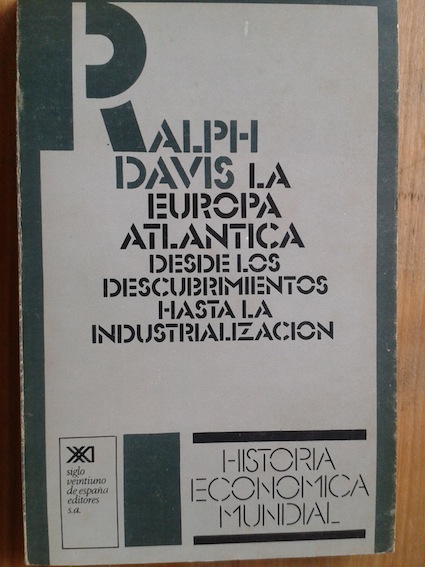 RALPH
DAVIS LA
EUROPA
ATLANTICA
DESDE LOS
DESCUBRIMIENTOS
HASTA LA
INDUSTRIALIZACION
XXI
siglo
veintiuno
de españa
editores
s.a.
HISTORIA
ECONOMICA
MUNDIAL